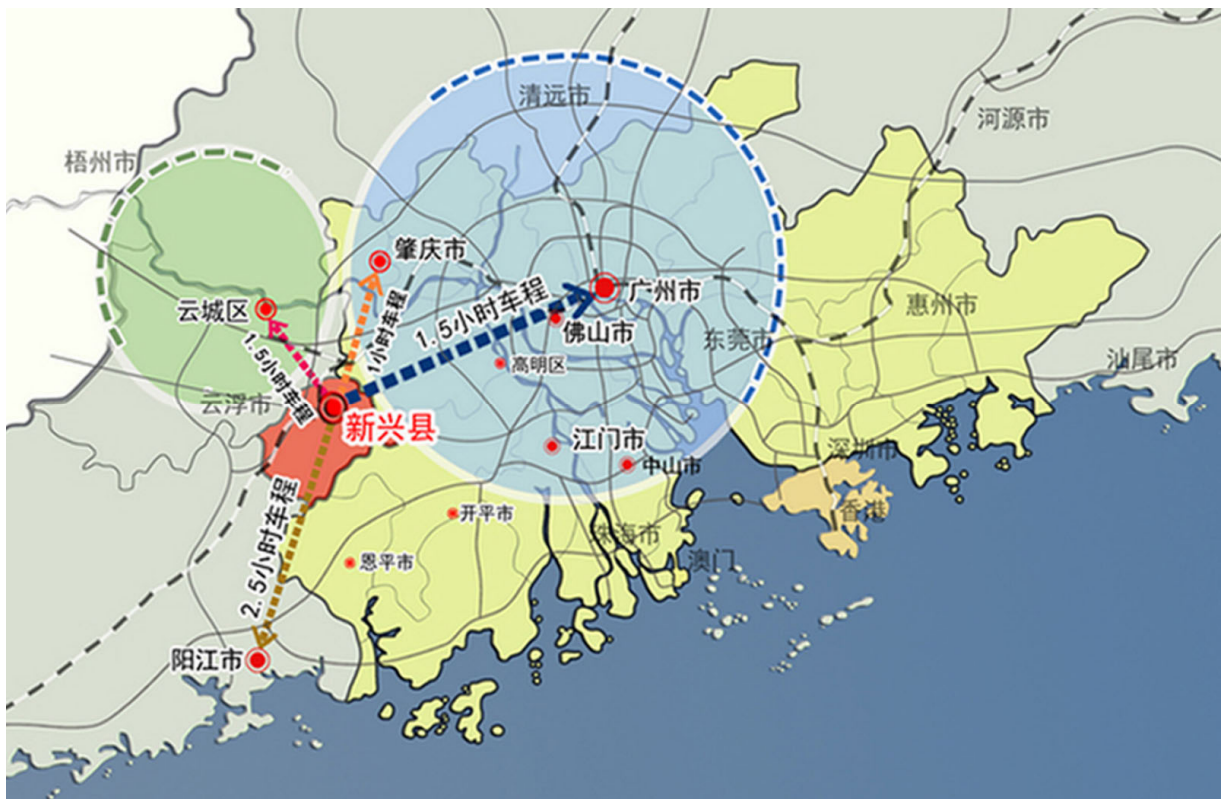 清远市
河源市
梧州市
肇庆市
广州市
云城区
1.5小时车程
1小时车程
1.5小时车程
佛山市
东莞市
惠州市
汕尾市
高明区
云浮市
新兴县
江门市
中山市
深圳市
香港
开平市
珠海市
澳门
恩平市
2.5小时车程
阳江市